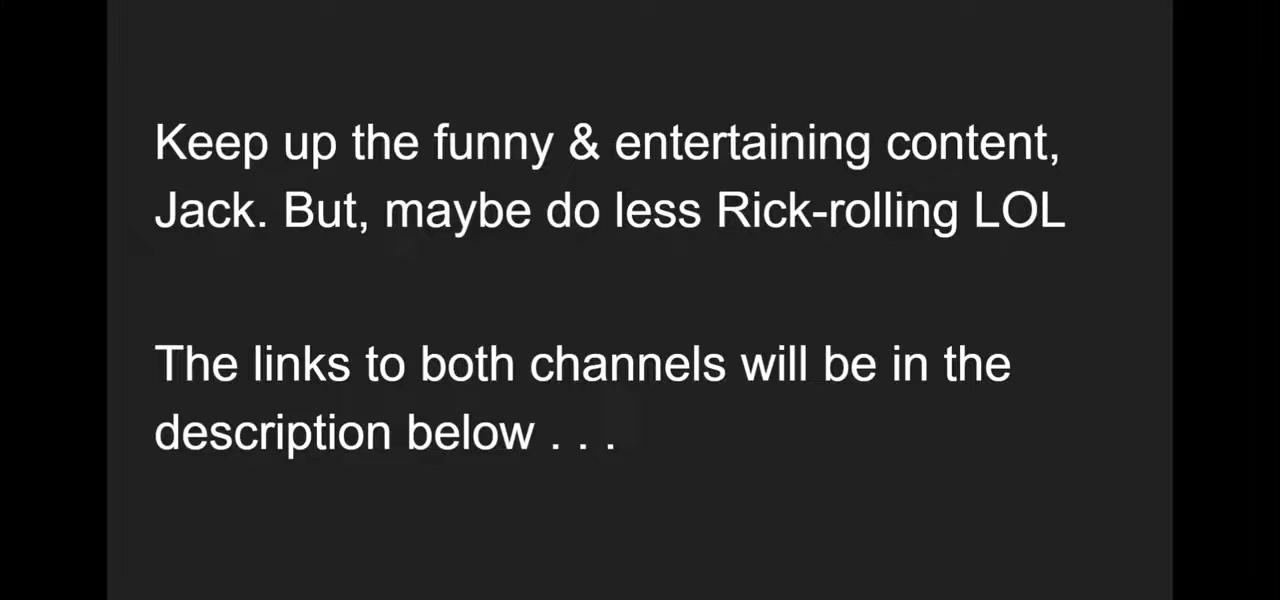 Keep up the funny & entertaining content,
Jack. But, maybe do less Rick-rolling LOL
The links to both channels will be in the
description below . . .